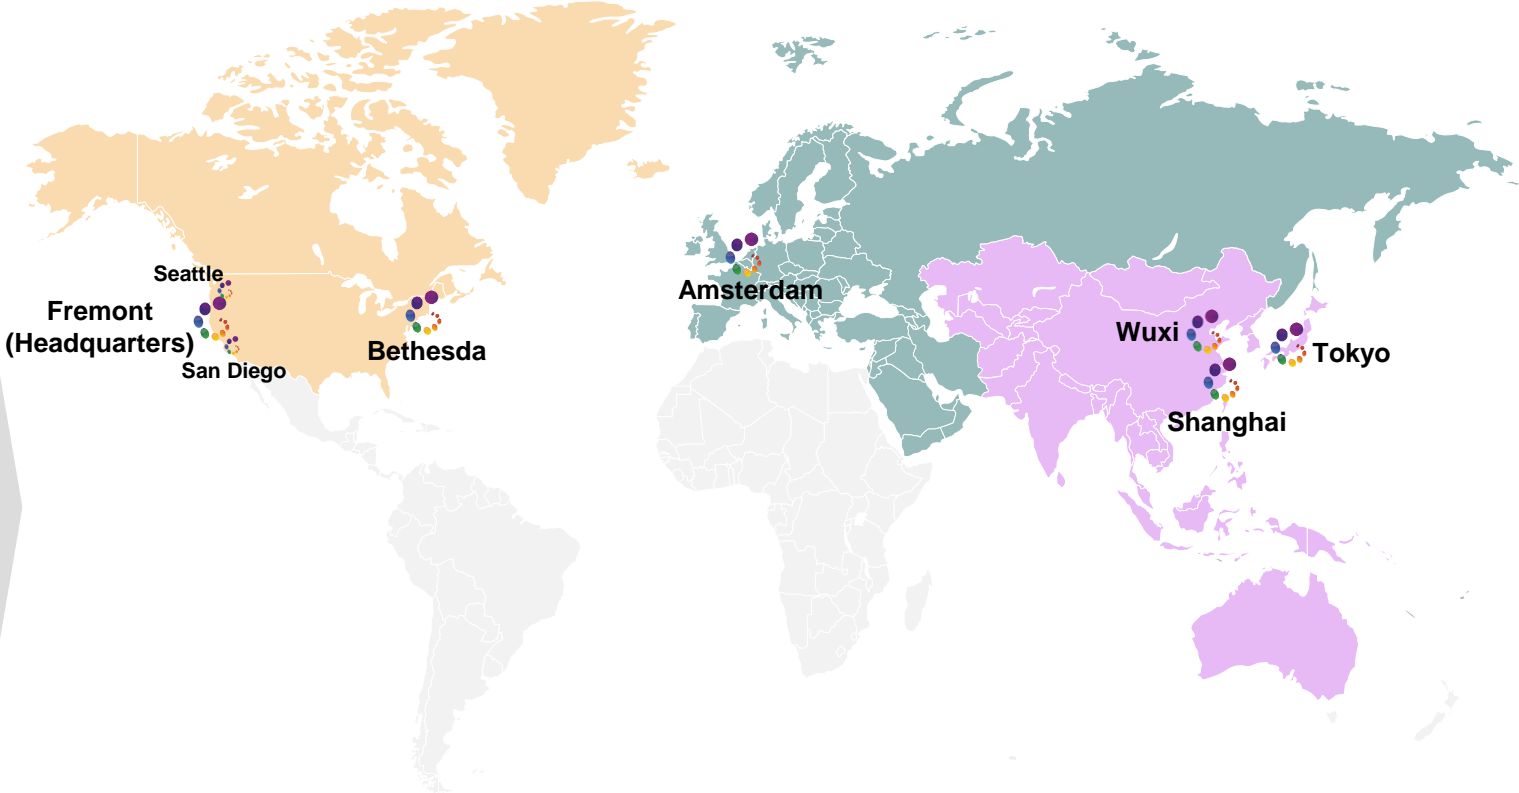 Seattle
Fremont
(Headquarters)
San Diego
Bethesda
Amsterdam
Wuxi
Tokyo
Shanghai